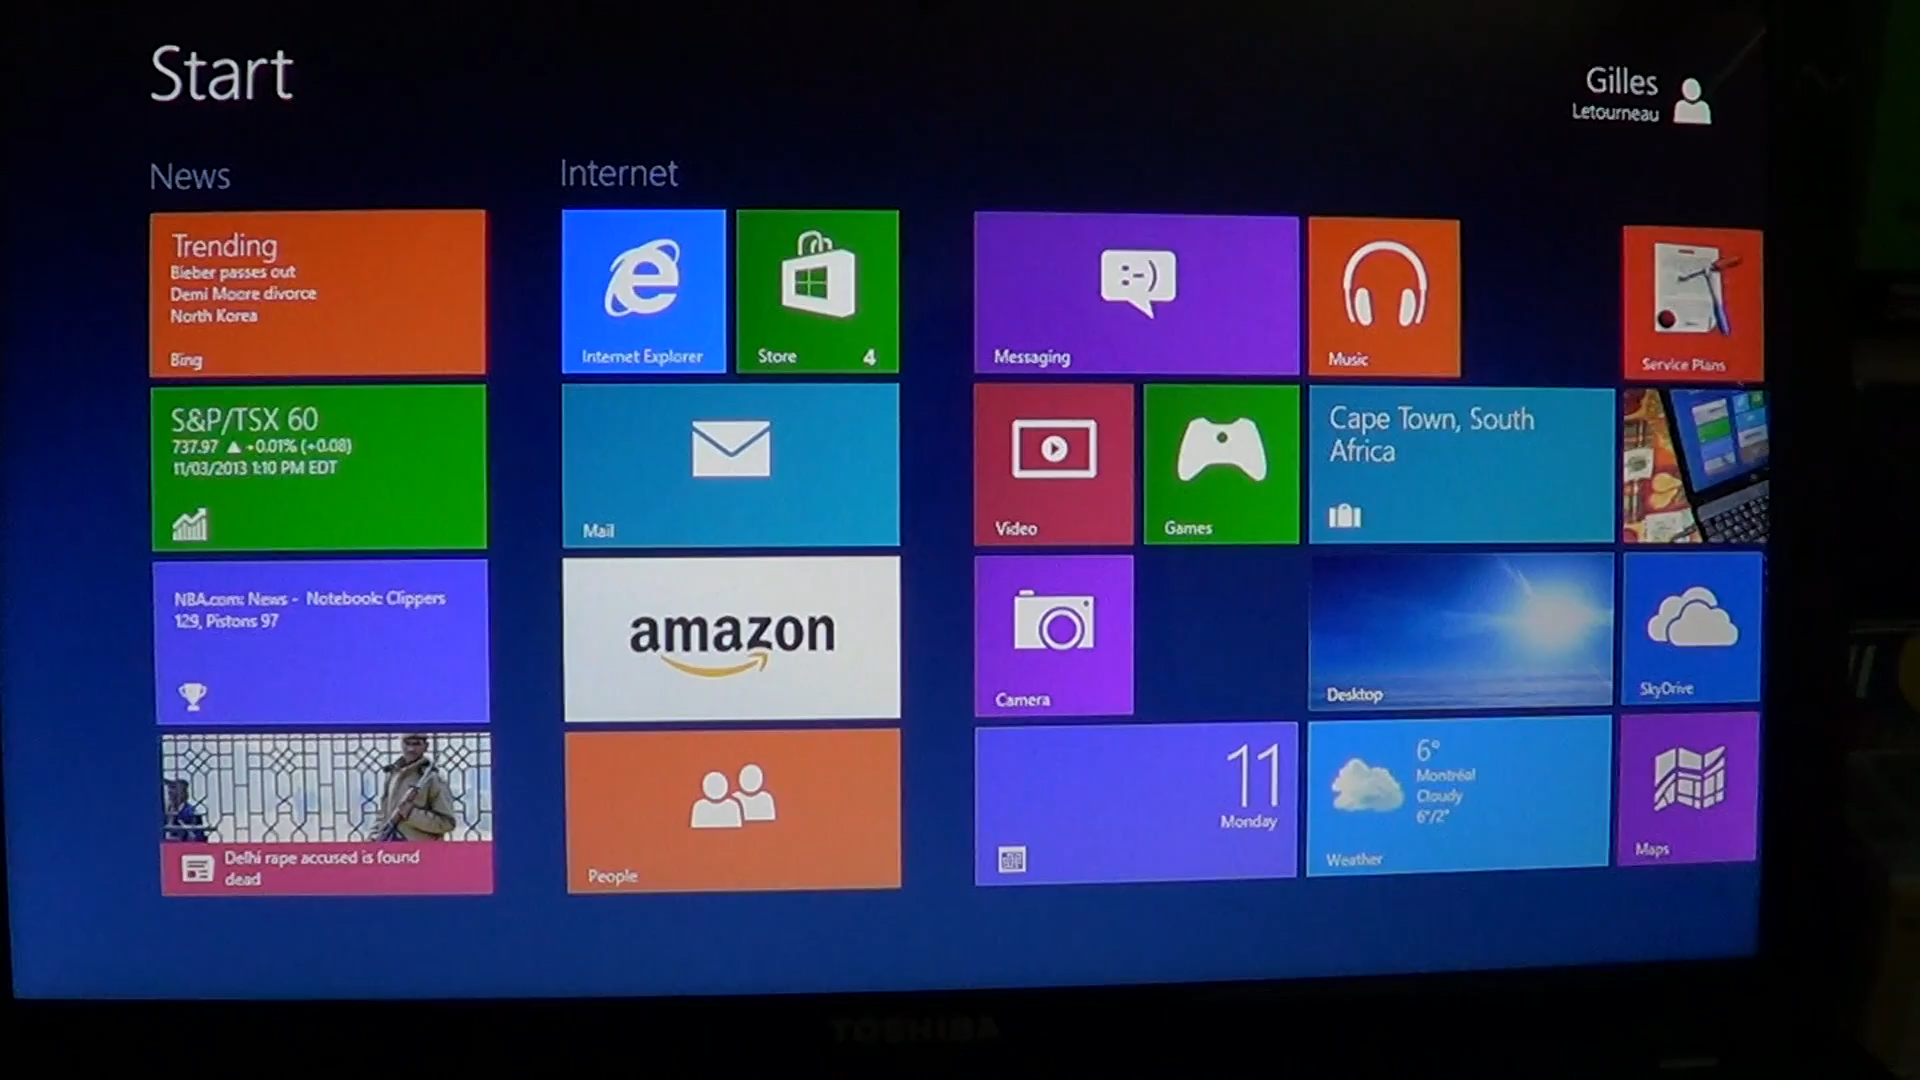 Start
Gilles
Letourneau
News
Internet
Trending
Bieber passes out
Demi Moore divorce
North Korea
Bing
Internet Explorer
Store 4
Messaging
Music
Service Plans
S&P/TSX 60
737.97 ▲ +0.01% (+0.08)
11/03/2013 1:10 PM EDT
Mail
Video
Games
Cape Town, South
Africa
NBA.com: News - Notebook: Clippers
129, Pistons 97
amazon
Camera
Desktop
SkyDrive
Delhi rape accused is found
dead
People
11
Monday
6°
Montréal
Cloudy
6°/2°
Weather
Maps
TOSHIBA